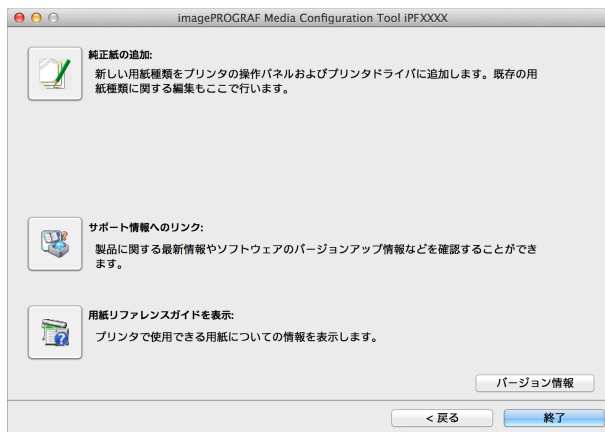 imagePROGRAF Media Configuration Tool iPFXXXX
純正紙の追加:
新しい用紙種類をプリンタの操作パネルおよびプリンタドライバに追加します。既存の用
紙種類に関する編集もここで行います。
サポート情報へのリンク:
製品に関する最新情報やソフトウェアのバージョンアップ情報などを確認することができ
ます。
用紙リファレンスガイドを表示:
プリンタで使用できる用紙についての情報を表示します。
バージョン情報
< 戻る
終了